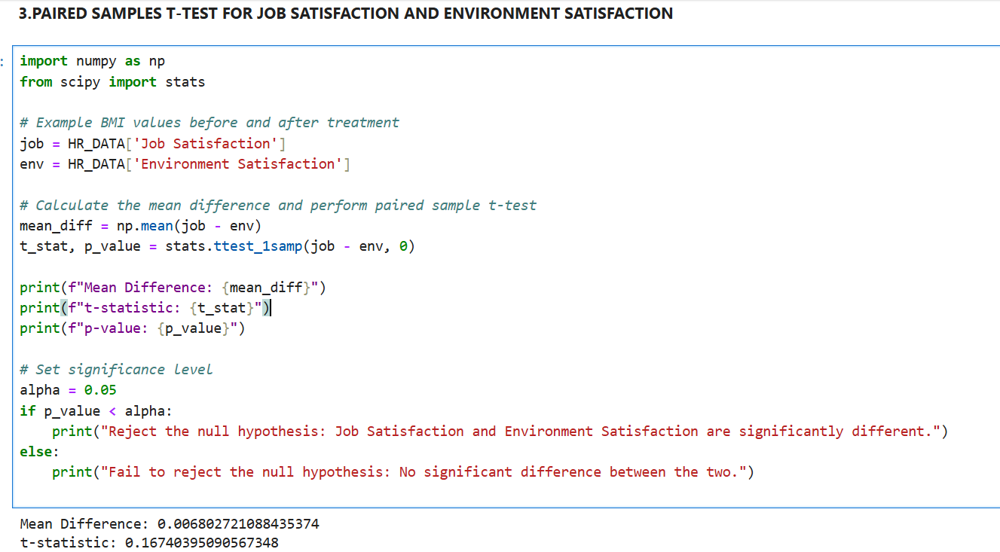 3.PAIRED SAMPLES T-TEST FOR JOB SATISFACTION AND ENVIRONMENT SATISFACTION
:
import numpy as np
from scipy import stats
# Example BMI values before and after treatment
job = HR_DATA['Job Satisfaction']
env = HR_DATA['Environment Satisfaction']
# Calculate the mean difference and perform paired sample t-test
mean_diff = np.mean(job - env)
t_stat, p_value = stats.ttest_1samp(job - env, 0)
print(f"Mean Difference: {mean_diff}")
print(f"t-statistic: {t_stat}")
print(f"p-value: {p_value}")
# Set significance level
alpha = 0.05
if p_value < alpha:
    print("Reject the null hypothesis: Job Satisfaction and Environment Satisfaction are significantly different.")
else:
    print("Fail to reject the null hypothesis: No significant difference between the two.")
Mean Difference: 0.006802721088435374
t-statistic: 0.16740395090567348